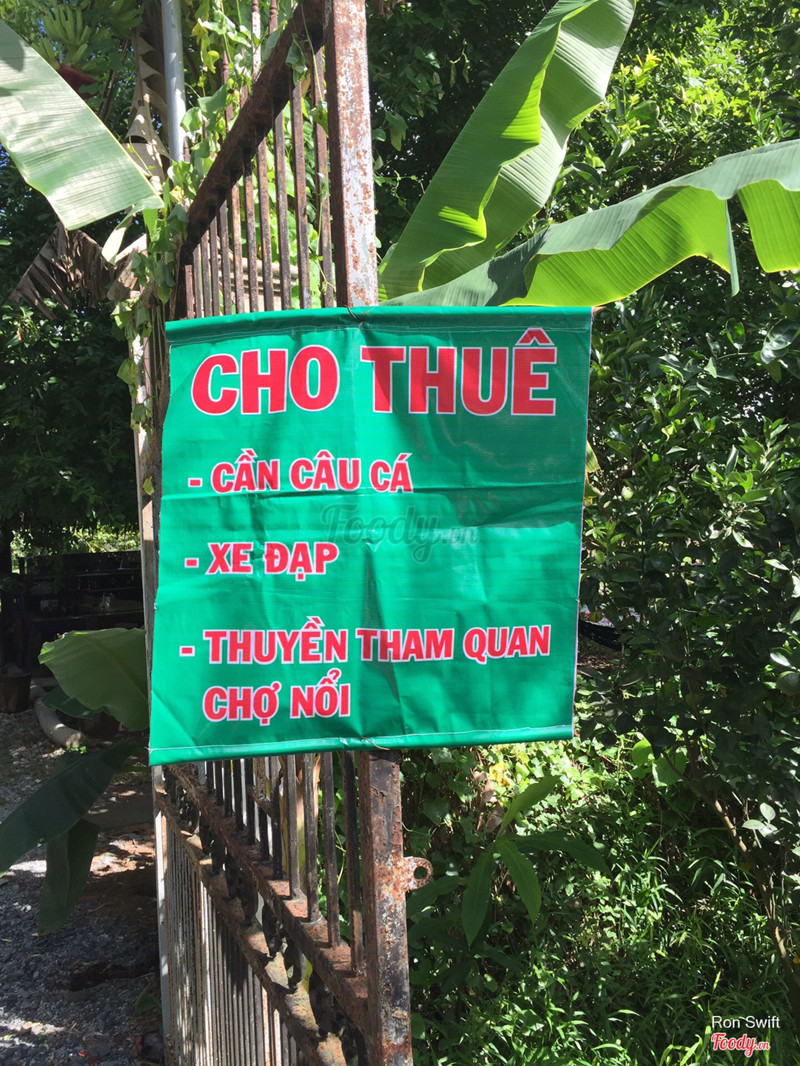 CHO THUÊ
- CẦN CÂU CÁ
Foody.vn
- XE ĐẠP
- THUYỀN THAM QUAN
CHỢ NỔI
Ron Swift
Foody.vn